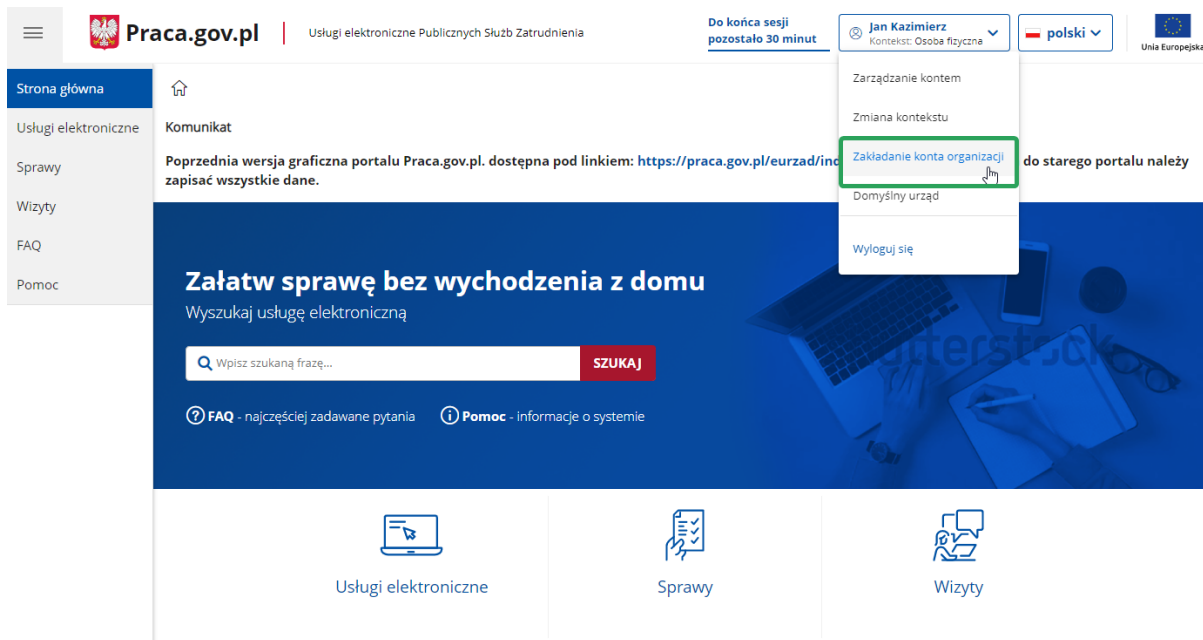 Praca.gov.pl
Usługi elektroniczne Publicznych Służb Zatrudnienia
Do końca sesji
pozostało 30 minut
Jan Kazimierz
Kontekst: Osoba fizyczna
polski
Unia Europejska
Strona główna
Usługi elektroniczne
Sprawy
Wizyty
FAQ
Pomoc
Zarządzanie kontem
Zmiana kontekstu
Zakładanie konta organizacji
Domyślny urząd
Wyloguj się
Komunikat
Poprzednia wersja graficzna portalu Praca.gov.pl. dostępna pod linkiem: https://praca.gov.pl/eurzad/ind do starego portalu należy
zapisać wszystkie dane.
Załatw sprawę bez wychodzenia z domu
Wyszukaj usługę elektroniczną
Wpisz szukaną frazę...
SZUKAJ
FAQ - najczęściej zadawane pytania
Pomoc - informacje o systemie
Usługi elektroniczne
Sprawy
Wizyty